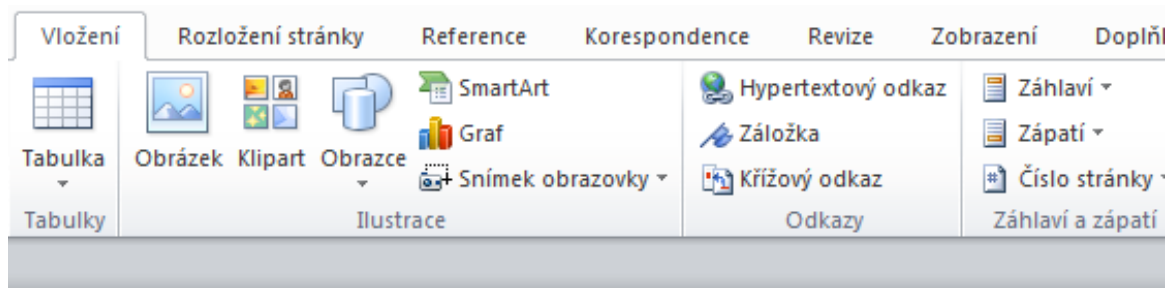 Vložení Rozložení stránky Reference Korespondence Revize Zobrazení
SmartArt Hypertextový odkaz Záhlaví
Graf Záložka Zápatí
Tabulka Obrázek Klipart Obrazce
Snímek obrazovky Křížový odkaz Číslo stránky
Tabulky Ilustrace Odkazy Záhlaví a zápatí